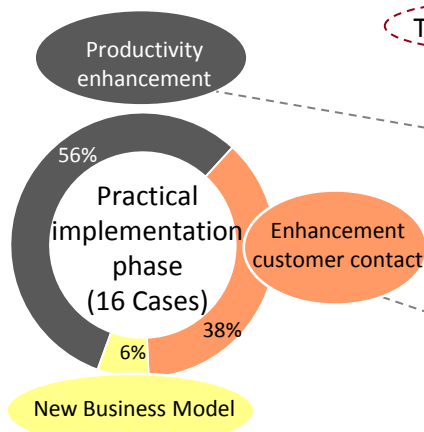 Productivity
enhancement
T
56%
Practical
implementation
phase
(16 Cases)
Enhancement
customer contact
38%
6%
New Business Model